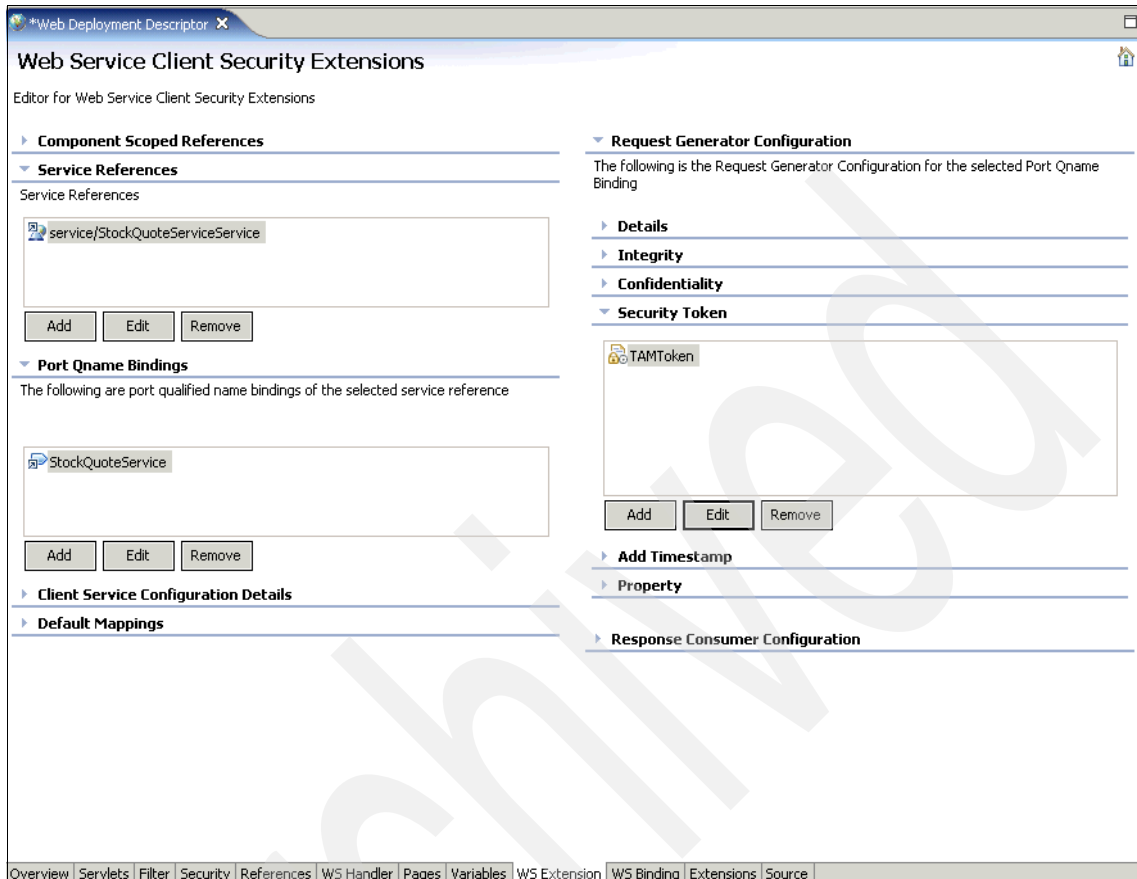 *Web Deployment Descriptor
Web Service Client Security Extensions
Editor for Web Service Client Security Extensions
Component Scoped References
Service References
Service References
service/StockQuoteServiceService
Add Edit Remove
Port Qname Bindings
The following are port qualified name bindings of the selected service reference
StockQuoteService
Add Edit Remove
Client Service Configuration Details
Default Mappings
Request Generator Configuration
The following is the Request Generator Configuration for the selected Port Qname
Binding
Details
Integrity
Confidentiality
Security Token
TAMToken
Add Edit Remove
Add Timestamp
Property
Response Consumer Configuration
Overview Servlets Filter Security References WS Handler Pages Variables WS Extension WS Binding Extensions Source